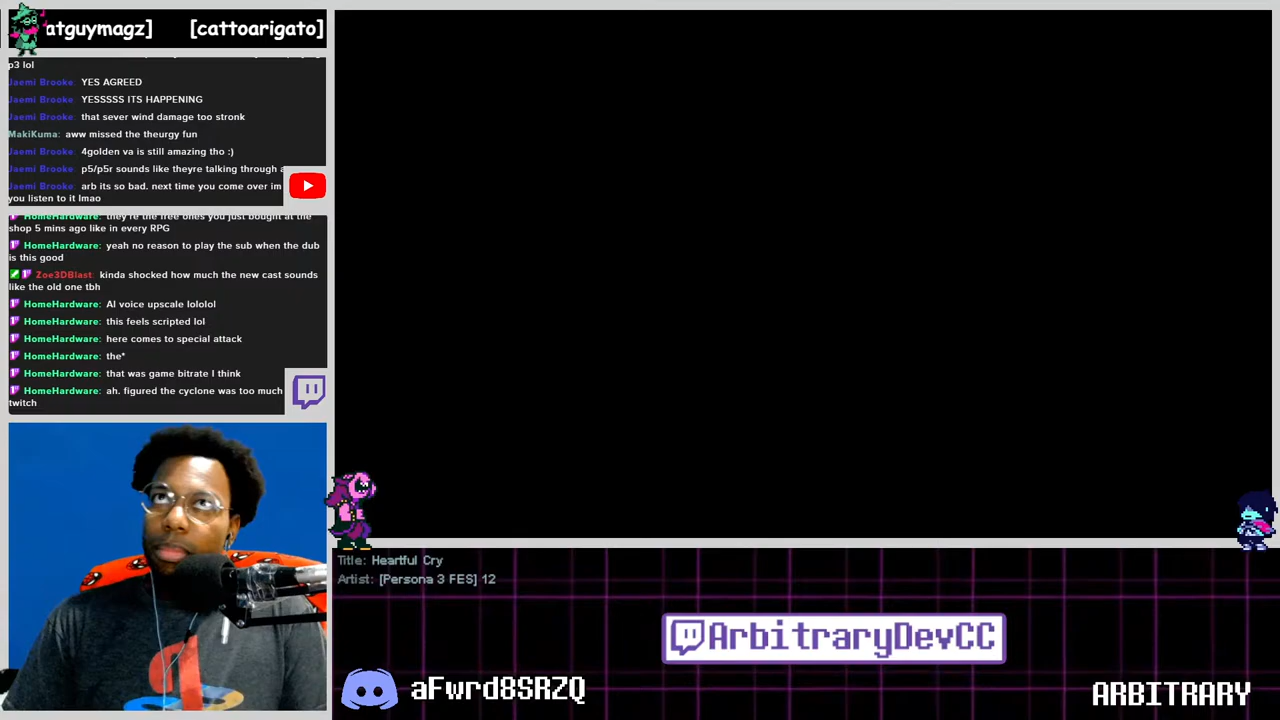 atguymagz] [cattoarigato]
p3 lol
Jaemi Brooke: YES AGREED
Jaemi Brooke: YESSSSS ITS HAPPENING
Jaemi Brooke: that sever wind damage too stronk
MakiKuma: aww missed the theurgy fun
Jaemi Brooke: 4golden va is still amazing tho :)
Jaemi Brooke: p5/p5r sounds like theyre talking through
Jaemi Brooke: arb its so bad. next time you come over im
you listen to it lmao
HomeHardware: they're the free ones you just bought at the
shop 5 mins ago like in every RPG
HomeHardware: yeah no reason to play the sub when the dub
is this good
Zoe3DBlast: kinda shocked how much the new cast sounds
like the old one tbh
HomeHardware: AI voice upscale lololol
HomeHardware: this feels scripted lol
HomeHardware: here comes to special attack
HomeHardware: the*
HomeHardware: that was game bitrate I think
HomeHardware: ah. figured the cyclone was too much
twitch
Title: Heartful Cry
Artist: [Persona 3 FES] 12
ArbitraryDevCC
aFwrd8SRZQ
ARBITRARY